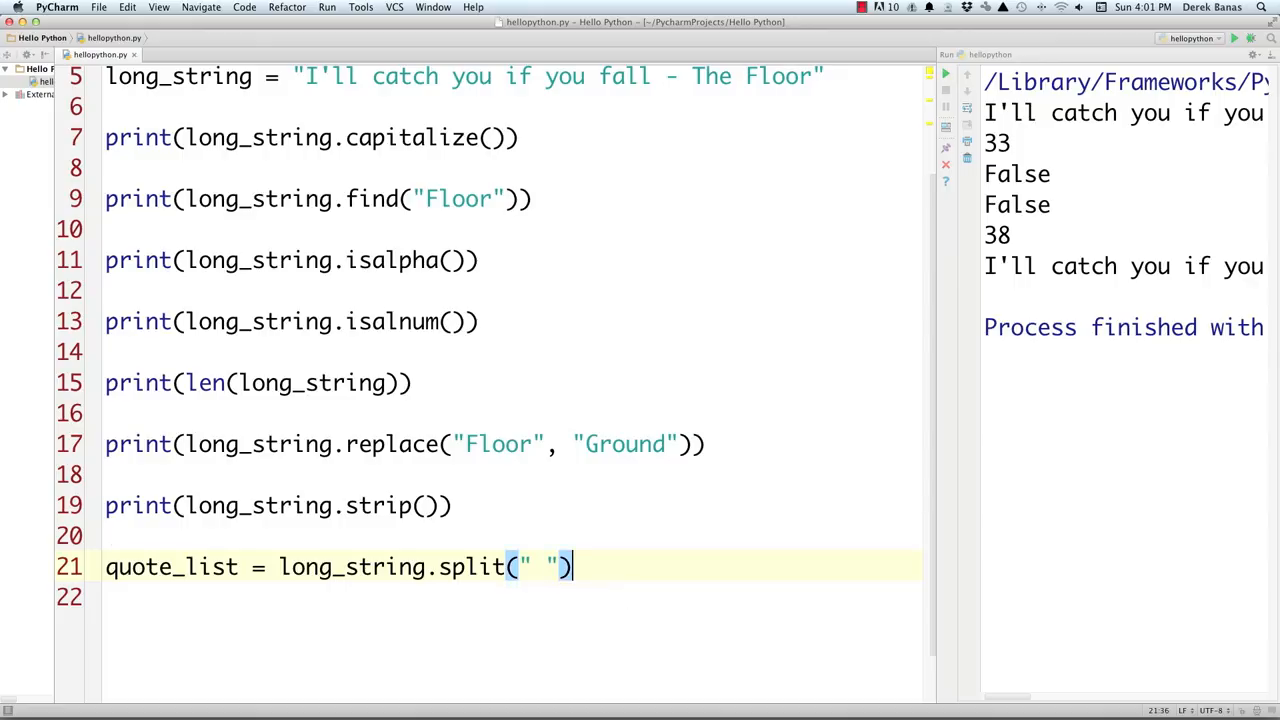 PyCharm File Edit View Navigate Code Refactor Run Tools VCS Window Help 10 Sun 4:01 PM Derek Banas
hellopython.py – Hello Python – [~/PycharmProjects/Hello Python]
Hello Python hellopython.py hellopython
hellopython.py × Run hellopython
Hello
hello
Extern
5 long_string = "I'll catch you if you fall - The Floor"
6
7 print(long_string.capitalize())
8
9 print(long_string.find("Floor"))
10
11 print(long_string.isalpha())
12
13 print(long_string.isalnum())
14
15 print(len(long_string))
16
17 print(long_string.replace("Floor", "Ground"))
18
19 print(long_string.strip())
20
21 quote_list = long_string.split(" ")
22
/Library/Frameworks/Py
I'll catch you if you
33
False
False
38
I'll catch you if you
Process finished with
21:36 LF UTF-8